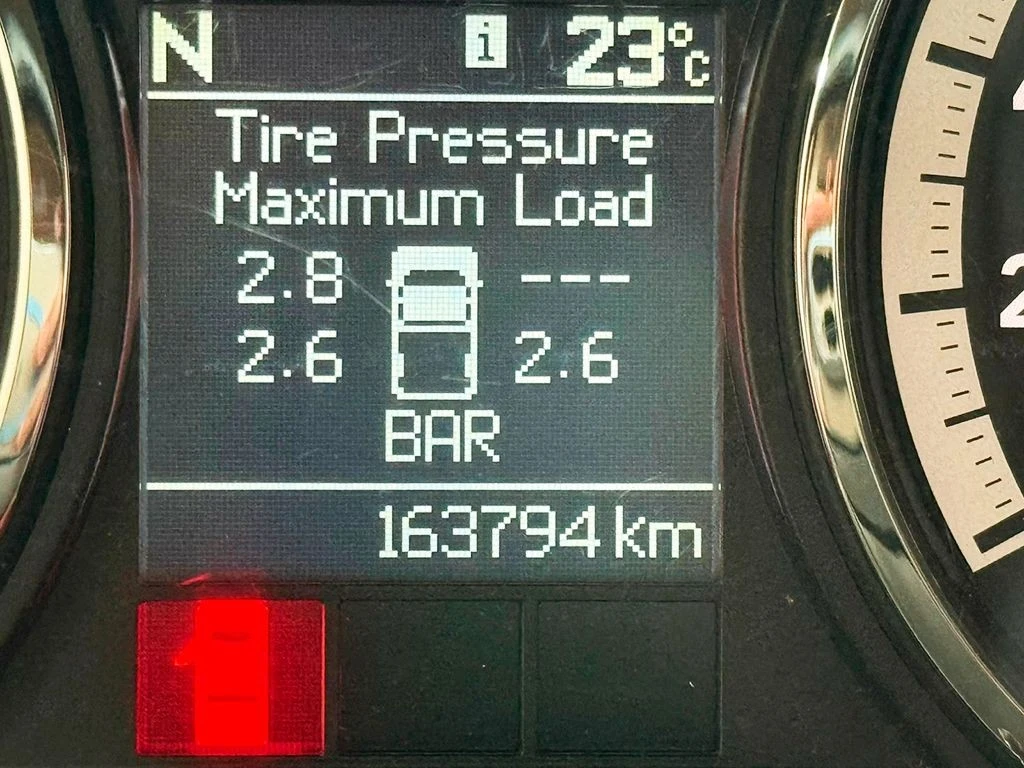 N i 23°C
Tire Pressure
Maximum Load
2.8 ---
2.6 2.6
BAR
163794 km